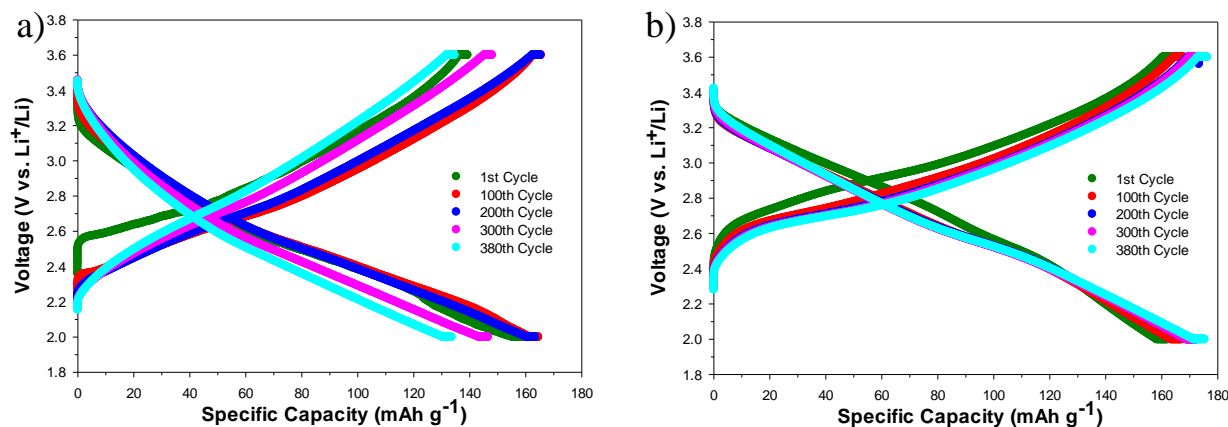 a)
3.8
3.6
3.4
3.2
3.0
2.8
2.6
2.4
2.2
2.0
1.8
Voltage (V vs. Li⁺/Li)
1st Cycle
100th Cycle
200th Cycle
300th Cycle
380th Cycle
0 20 40 60 80 100 120 140 160 180
Specific Capacity (mAh g⁻¹)
b)
3.8
3.6
3.4
3.2
3.0
2.8
2.6
2.4
2.2
2.0
1.8
Voltage (V vs. Li⁺/Li)
1st Cycle
100th Cycle
200th Cycle
300th Cycle
380th Cycle
0 20 40 60 80 100 120 140 160 180
Specific Capacity (mAh g⁻¹)